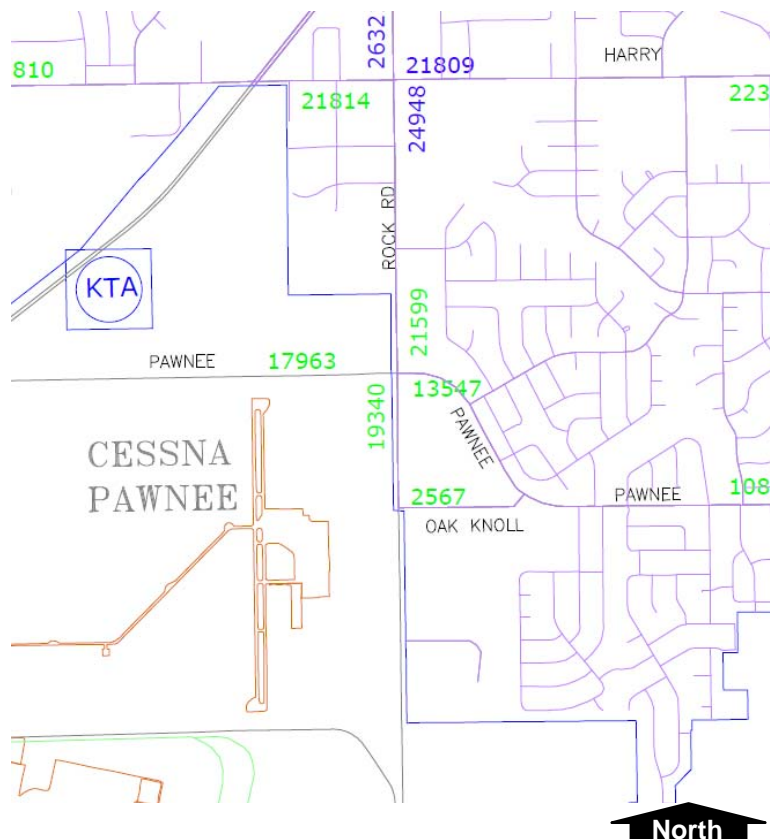 2632
21809
HARRY
810
21814
24948
223
ROCK RD
KTA
21599
PAWNEE
17963
19340
13547
PAWNEE
CESSNA
PAWNEE
2567
OAK KNOLL
PAWNEE
108
North